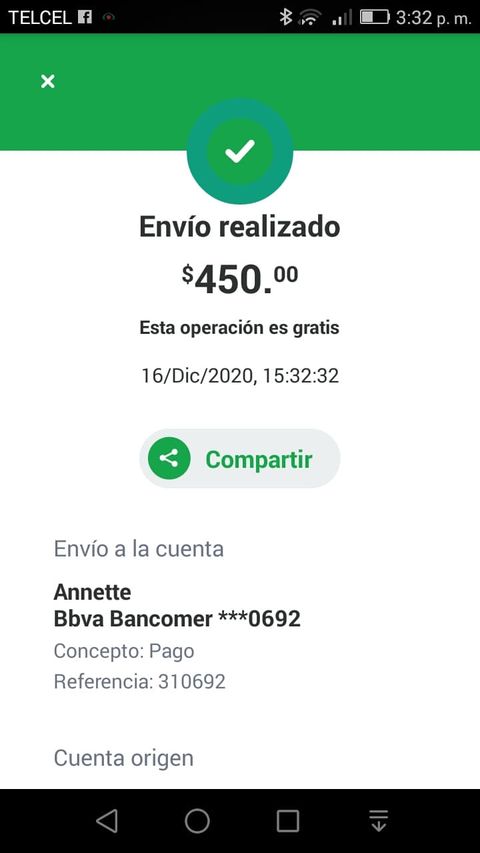 TELCEL 3:32 p. m.
Envío realizado
$450.00
Esta operación es gratis
16/Dic/2020, 15:32:32
Compartir
Envío a la cuenta
Annette
Bbva Bancomer ***0692
Concepto: Pago
Referencia: 310692
Cuenta origen